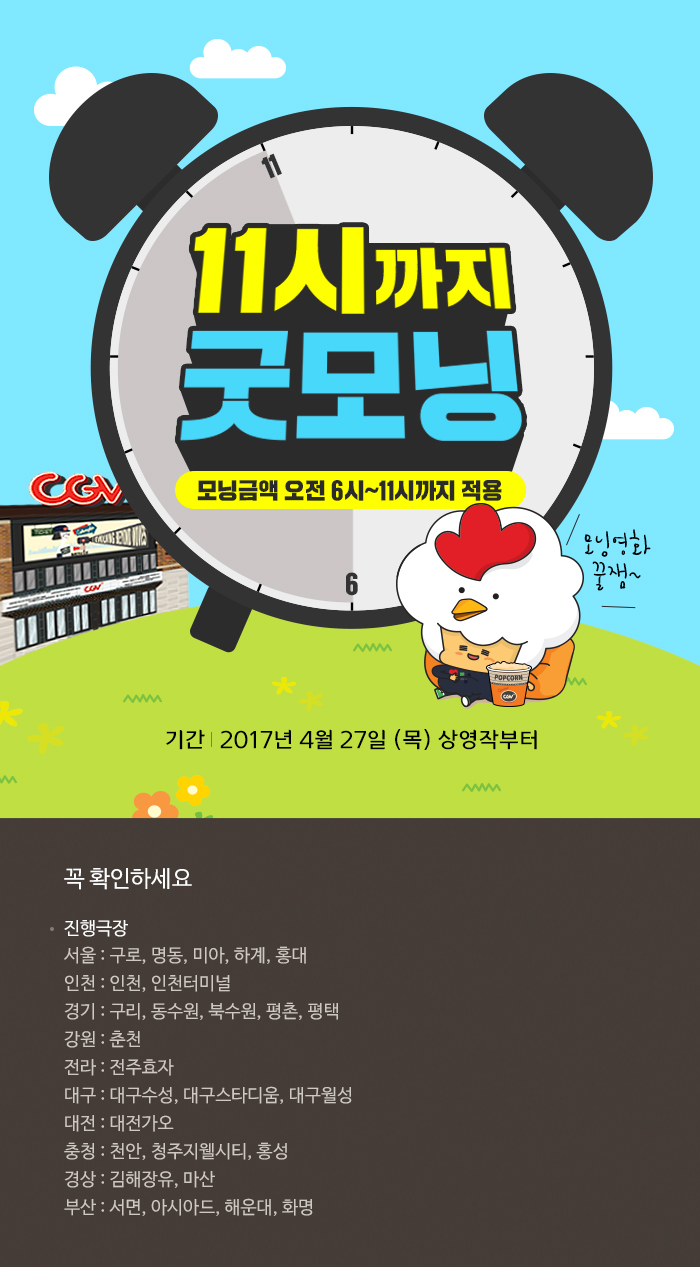 11
11시까지
굿모닝
CGV
모닝금액 오전 6시~11시까지 적용
모닝영화
꿀잼~
CGV
6
POPCORN
CGV
기간 | 2017년 4월 27일 (목) 상영작부터
꼭 확인하세요
• 진행극장
서울 : 구로, 명동, 미아, 하계, 홍대
인천 : 인천, 인천터미널
경기 : 구리, 동수원, 북수원, 평촌, 평택
강원 : 춘천
전라 : 전주효자
대구 : 대구수성, 대구스타디움, 대구월성
대전 : 대전가오
충청 : 천안, 청주지웰시티, 홍성
경상 : 김해장유, 마산
부산 : 서면, 아시아드, 해운대, 화명